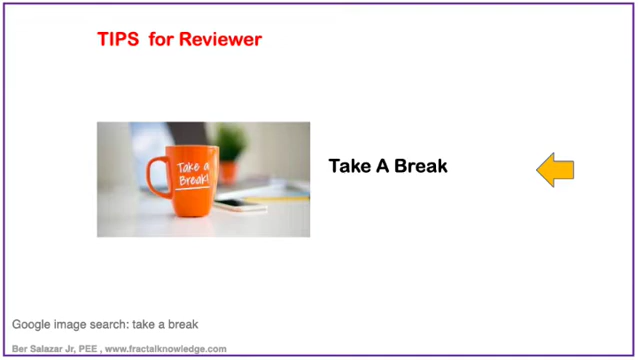 TIPS for Reviewer
Take a
Break!
Take A Break
Google image search: take a break
Ber Salazar Jr, PEE , www.fractalknowledge.com